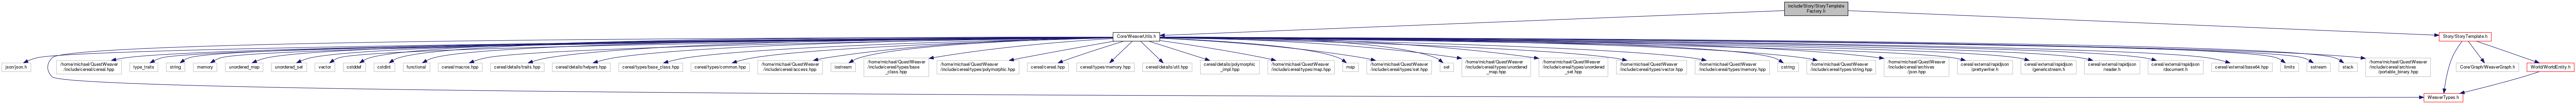 include/Story/StoryTemplate
Factory.h
Core/WeaverUtils.h
Story/StoryTemplate.h
json/json.h
/home/michael/QuestWeaver
/include/cereal/cereal.hpp
type_traits
string
memory
unordered_map
unordered_set
vector
cstddef
cstdint
functional
cereal/macros.hpp
cereal/details/traits.hpp
cereal/details/helpers.hpp
cereal/types/base_class.hpp
cereal/types/common.hpp
/home/michael/QuestWeaver
/include/cereal/access.hpp
iostream
/home/michael/QuestWeaver
/include/cereal/types/base
_class.hpp
/home/michael/QuestWeaver
/include/cereal/types/polymorphic.hpp
cereal/cereal.hpp
cereal/types/memory.hpp
cereal/details/util.hpp
cereal/details/polymorphic
_impl.hpp
/home/michael/QuestWeaver
/include/cereal/types/map.hpp
map
/home/michael/QuestWeaver
/include/cereal/types/set.hpp
set
/home/michael/QuestWeaver
/include/cereal/types/unordered
_map.hpp
/home/michael/QuestWeaver
/include/cereal/types/unordered
_set.hpp
/home/michael/QuestWeaver
/include/cereal/types/vector.hpp
/home/michael/QuestWeaver
/include/cereal/types/memory.hpp
cstring
/home/michael/QuestWeaver
/include/cereal/types/string.hpp
/home/michael/QuestWeaver
/include/cereal/archives
/json.hpp
cereal/external/rapidjson
/prettywriter.h
cereal/external/rapidjson
/genericstream.h
cereal/external/rapidjson
/reader.h
cereal/external/rapidjson
/document.h
cereal/external/base64.hpp
limits
sstream
stack
/home/michael/QuestWeaver
/include/cereal/archives
/portable_binary.hpp
Core/Graph/WeaverGraph.h
World/WorldEntity.h
WeaverTypes.h